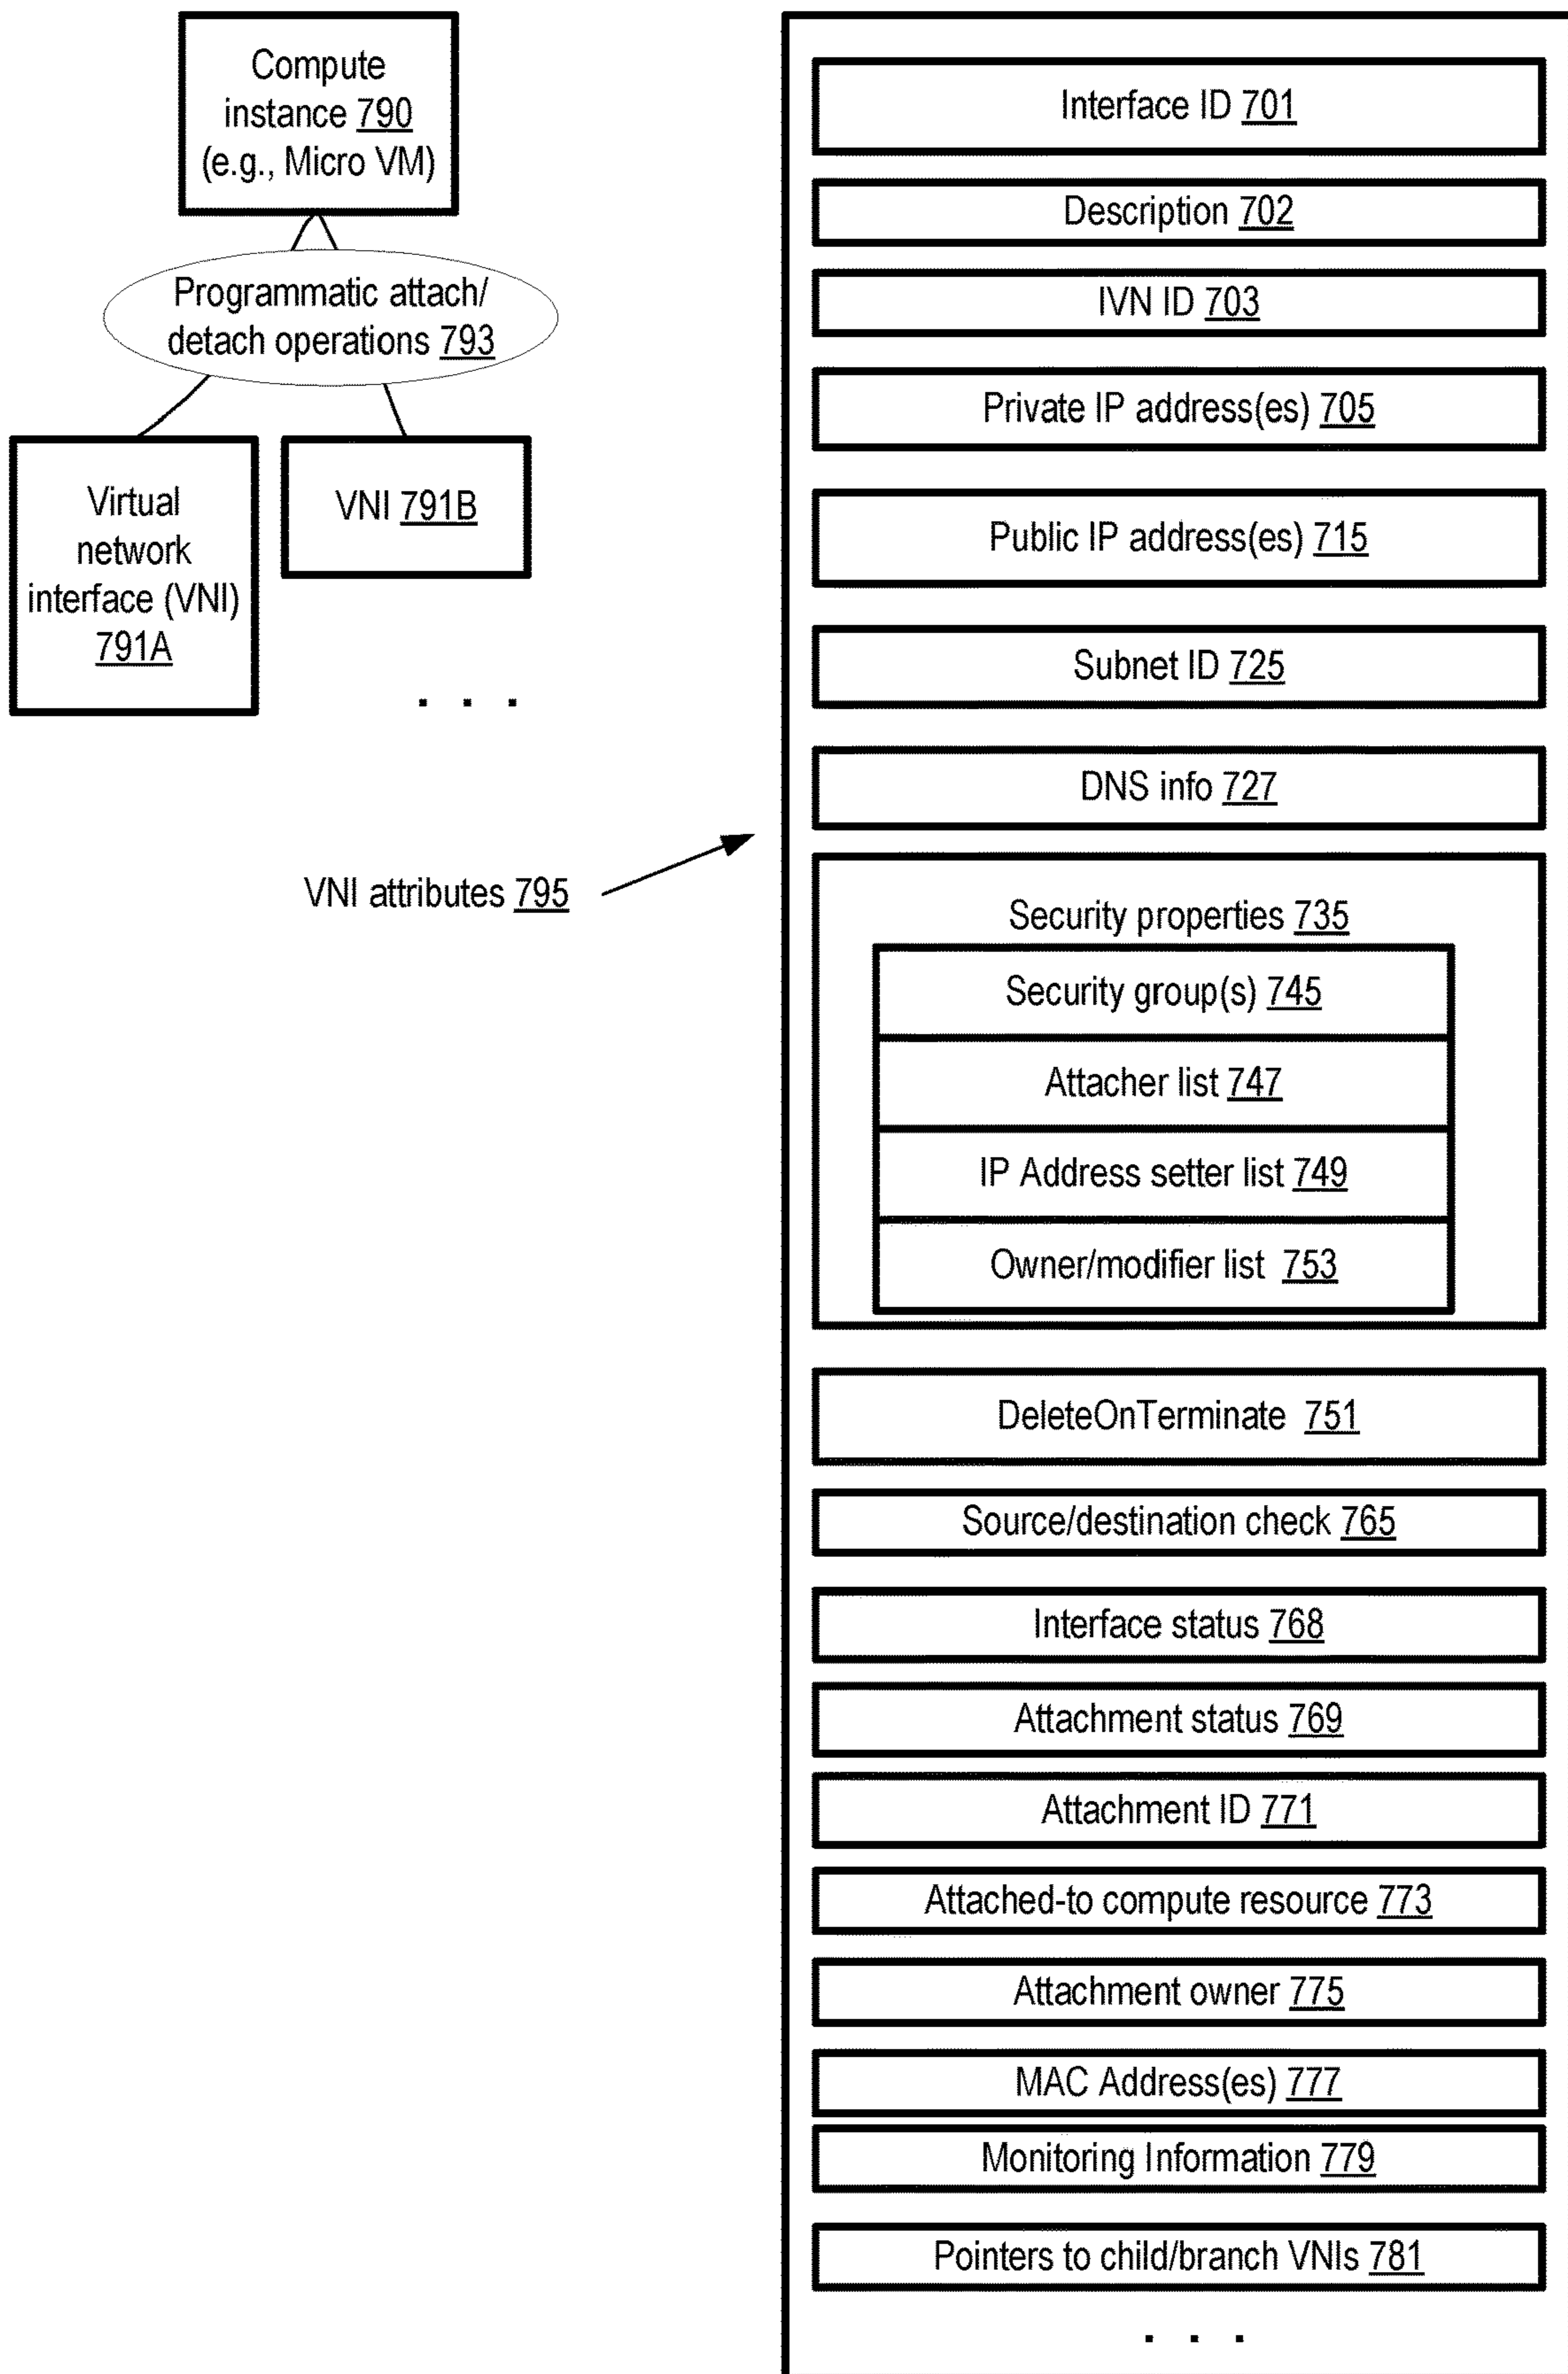 Compute
instance 790
(e.g., Micro VM)
Programmatic attach/
detach operations 793
Virtual
network
interface (VNI)
791A
VNI 791B
. . .
VNI attributes 795
Interface ID 701
Description 702
IVN ID 703
Private IP address(es) 705
Public IP address(es) 715
Subnet ID 725
DNS info 727
Security properties 735
Security group(s) 745
Attacher list 747
IP Address setter list 749
Owner/modifier list 753
DeleteOnTerminate 751
Source/destination check 765
Interface status 768
Attachment status 769
Attachment ID 771
Attached-to compute resource 773
Attachment owner 775
MAC Address(es) 777
Monitoring Information 779
Pointers to child/branch VNIs 781
. . .